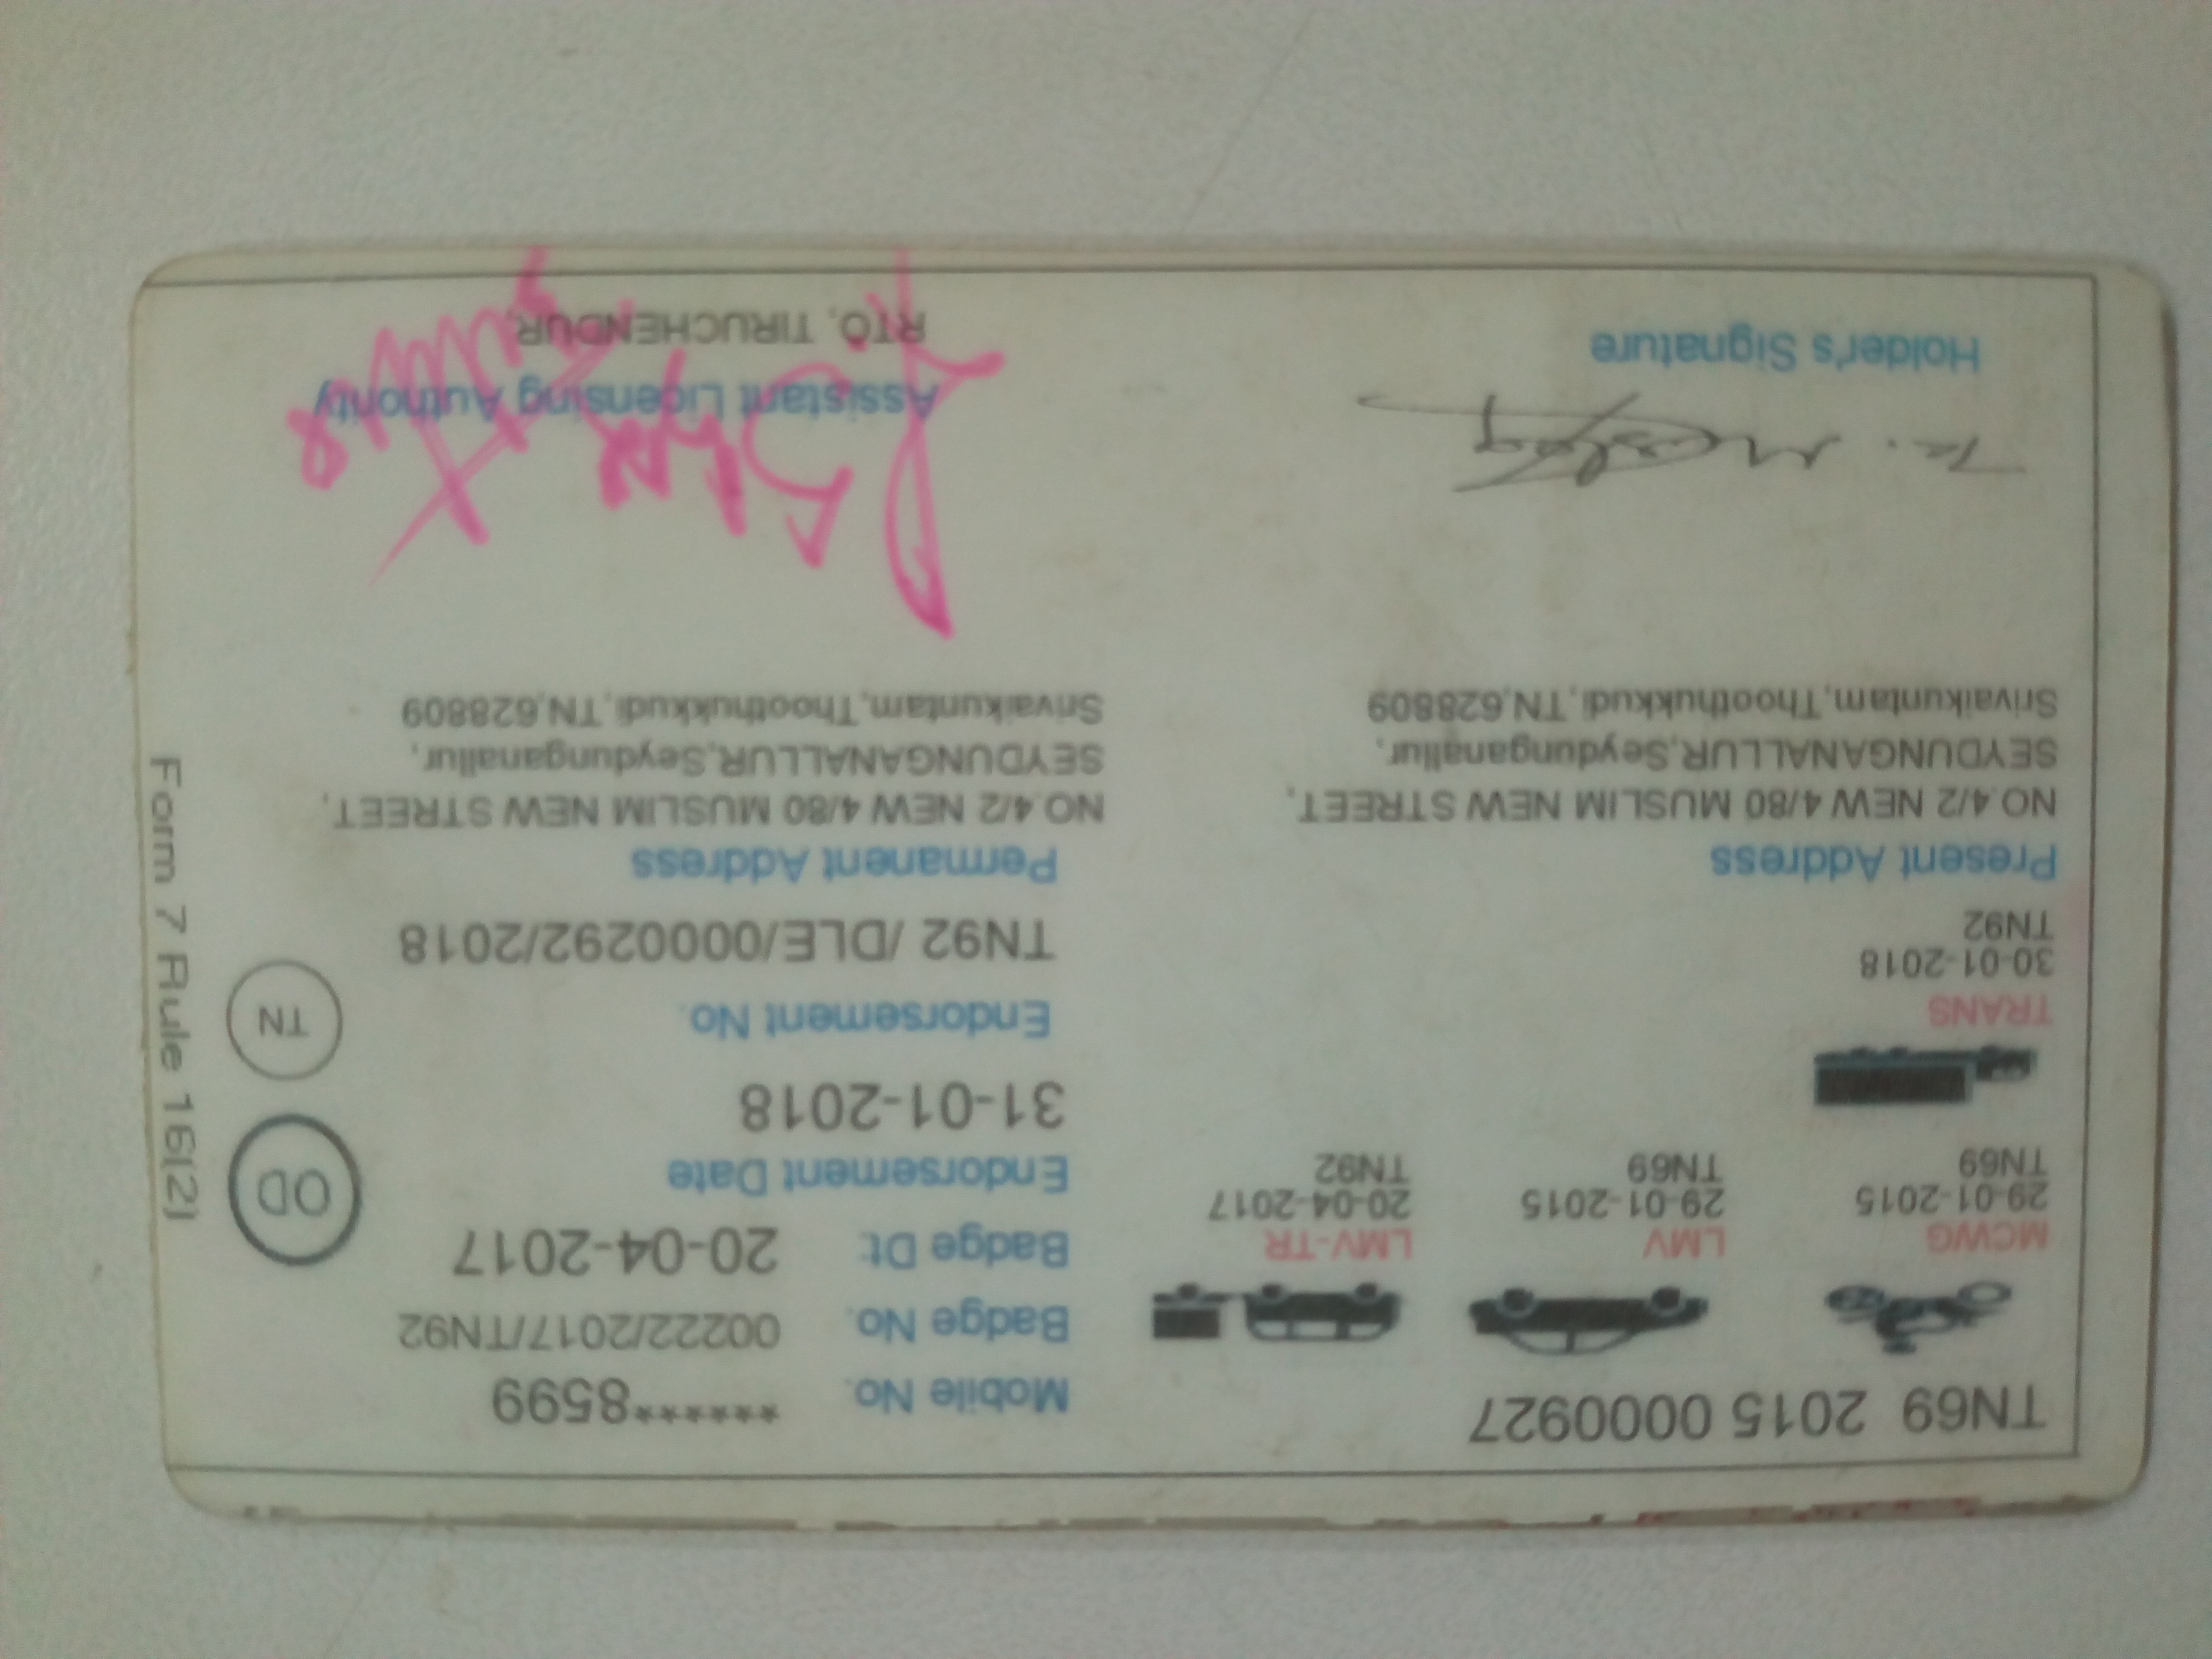 TN69 2015 0000927
MCWG
29-01-2015
TN69
LMV
29-01-2015
TN69
LMV-TR
20-04-2017
TN92
TRANS
30-01-2018
TN92
Present Address
NO.4/2 NEW 4/80 MUSLIM NEW STREET,
SEYDUNGANALLUR,Seydunganallur,
Srivaikuntam,Thoothukkudi,TN,628809
Holder's Signature
Mobile No. ******8599
Badge No. 00222/2017/TN92
Badge Dt. 20-04-2017
Endorsement Date
31-01-2018
Endorsement No.
TN92 /DLE/0000292/2018
Permanent Address
NO.4/2 NEW 4/80 MUSLIM NEW STREET,
SEYDUNGANALLUR,Seydunganallur,
Srivaikuntam,Thoothukkudi,TN,628809
Assistant Licensing Authority
RTO, TIRUCHENDUR,
OD
TN
Form 7 Rule 16(2)